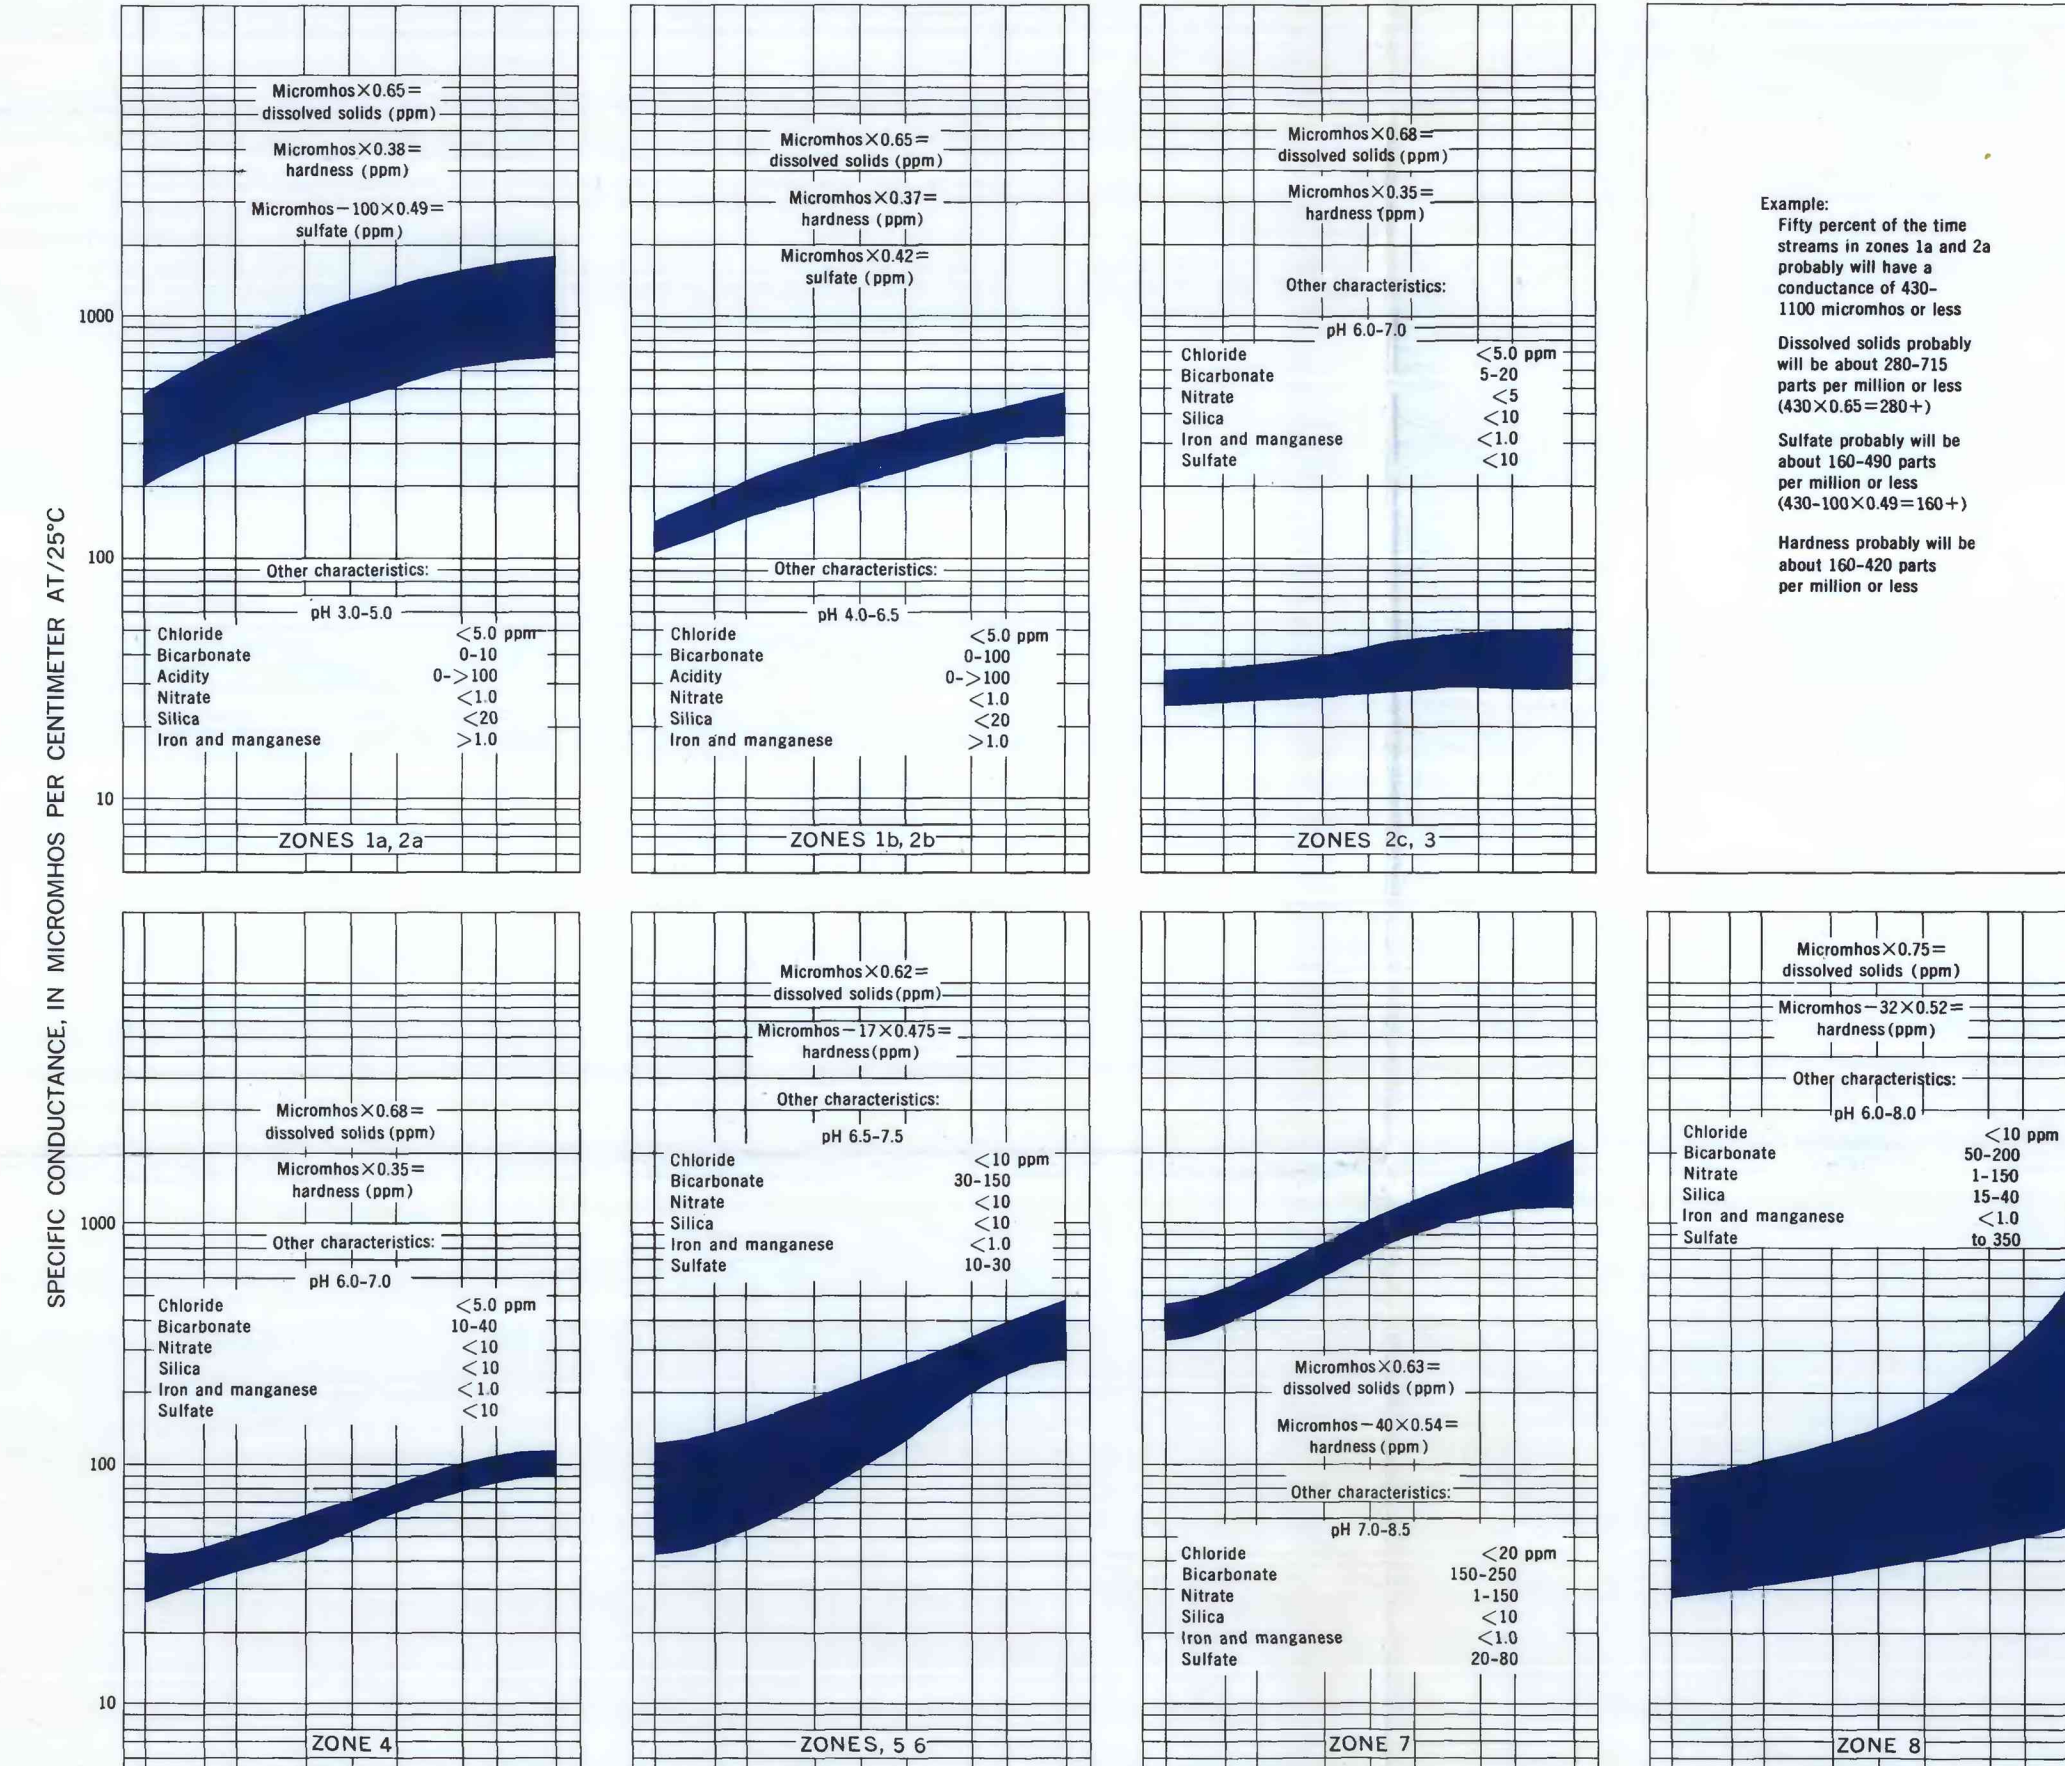 SPECIFIC CONDUCTANCE, IN MICROMHOS PER CENTIMETER AT/25°C
1000
100
10
Micromhos×0.65=
dissolved solids (ppm)
Micromhos×0.38=
hardness (ppm)
Micromhos−100×0.49=
sulfate (ppm)
Other characteristics:
pH 3.0-5.0
Chloride <5.0 ppm
Bicarbonate 0-10
Acidity 0->100
Nitrate <1.0
Silica <20
Iron and manganese >1.0
ZONES 1a, 2a
Micromhos×0.65=
dissolved solids (ppm)
Micromhos×0.37=
hardness (ppm)
Micromhos×0.42=
sulfate (ppm)
Other characteristics:
pH 4.0-6.5
Chloride <5.0 ppm
Bicarbonate 0-100
Acidity 0->100
Nitrate <1.0
Silica <20
Iron and manganese >1.0
ZONES 1b, 2b
Micromhos×0.68=
dissolved solids (ppm)
Micromhos×0.35=
hardness (ppm)
Other characteristics:
pH 6.0-7.0
Chloride <5.0 ppm
Bicarbonate 5-20
Nitrate <5
Silica <10
Iron and manganese <1.0
Sulfate <10
ZONES 2c, 3
Example:
Fifty percent of the time
streams in zones 1a and 2a
probably will have a
conductance of 430-
1100 micromhos or less
Dissolved solids probably
will be about 280-715
parts per million or less
(430×0.65=280+)
Sulfate probably will be
about 160-490 parts
per million or less
(430-100×0.49=160+)
Hardness probably will be
about 160-420 parts
per million or less
1000
100
10
Micromhos×0.68=
dissolved solids (ppm)
Micromhos×0.35=
hardness (ppm)
Other characteristics:
pH 6.0-7.0
Chloride <5.0 ppm
Bicarbonate 10-40
Nitrate <10
Silica <10
Iron and manganese <1.0
Sulfate <10
ZONE 4
Micromhos×0.62=
dissolved solids (ppm)
Micromhos−17×0.475=
hardness (ppm)
Other characteristics:
pH 6.5-7.5
Chloride <10 ppm
Bicarbonate 30-150
Nitrate <10
Silica <10
Iron and manganese <1.0
Sulfate 10-30
ZONES, 5 6
Micromhos×0.63=
dissolved solids (ppm)
Micromhos−40×0.54=
hardness (ppm)
Other characteristics:
pH 7.0-8.5
Chloride <20 ppm
Bicarbonate 150-250
Nitrate 1-150
Silica <10
Iron and manganese <1.0
Sulfate 20-80
ZONE 7
Micromhos×0.75=
dissolved solids (ppm)
Micromhos−32×0.52=
hardness (ppm)
Other characteristics:
pH 6.0-8.0
Chloride <10 ppm
Bicarbonate 50-200
Nitrate 1-150
Silica 15-40
Iron and manganese <1.0
Sulfate to 350
ZONE 8